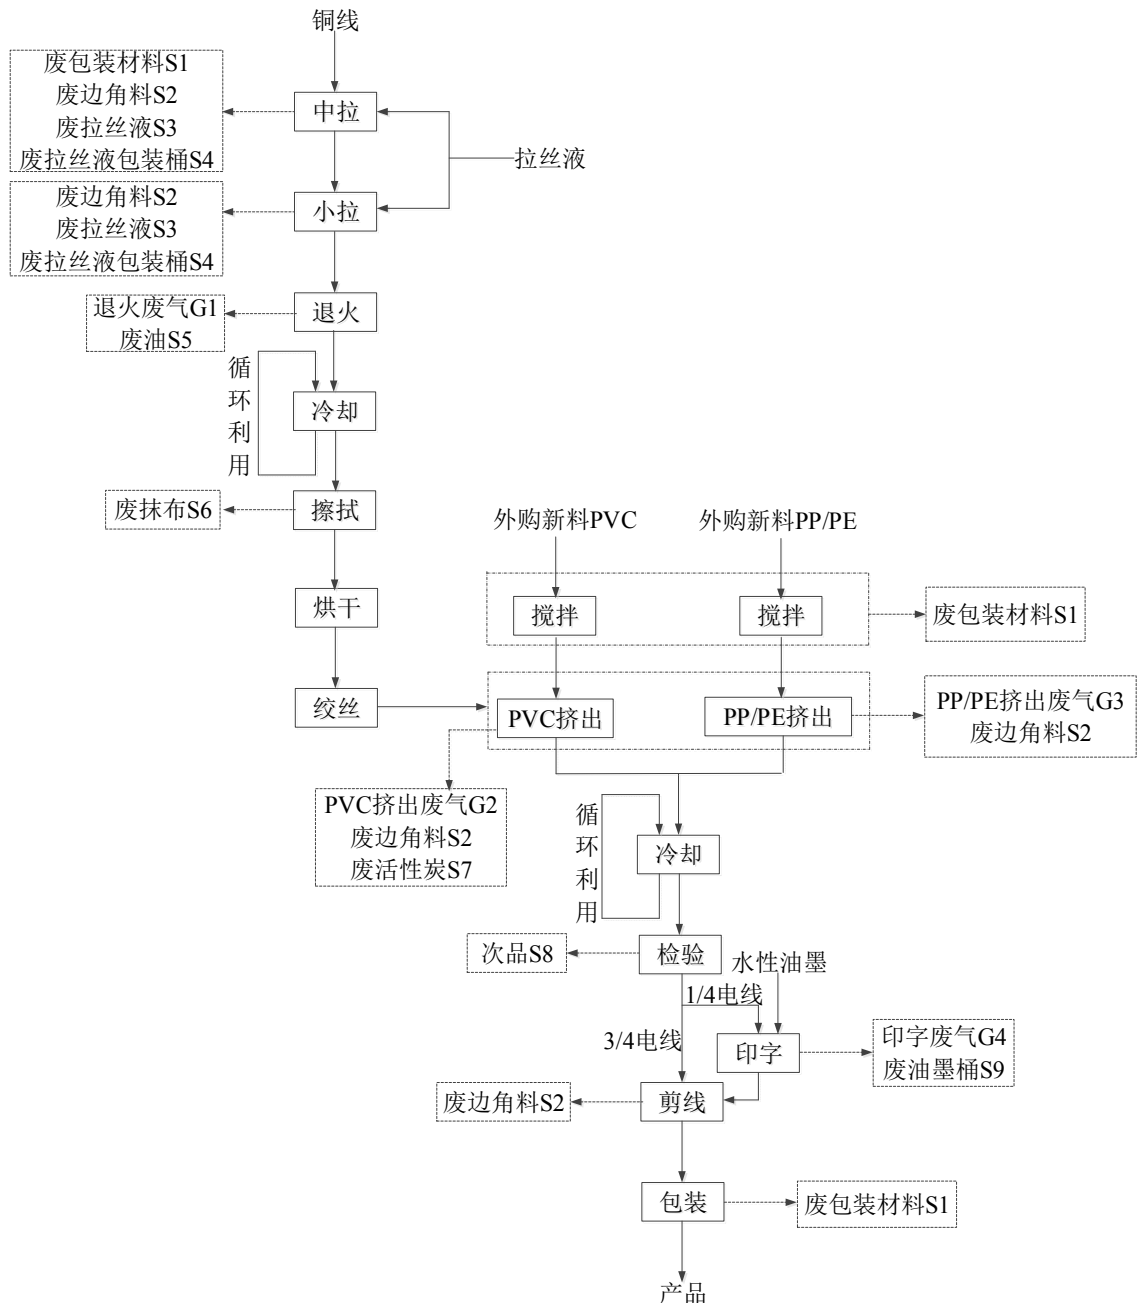 铜线
废包装材料S1
废边角料S2
废拉丝液S3
废拉丝液包装桶S4
中拉
拉丝液
废边角料S2
废拉丝液S3
废拉丝液包装桶S4
小拉
退火废气G1
废油S5
退火
循环利用
冷却
废抹布S6
擦拭
外购新料PVC
外购新料PP/PE
烘干
搅拌
搅拌
废包装材料S1
绞丝
PVC挤出
PP/PE挤出
PP/PE挤出废气G3
废边角料S2
PVC挤出废气G2
废边角料S2
废活性炭S7
循环利用
冷却
次品S8
检验
水性油墨
1/4电线
3/4电线
印字
印字废气G4
废油墨桶S9
废边角料S2
剪线
包装
废包装材料S1
产品